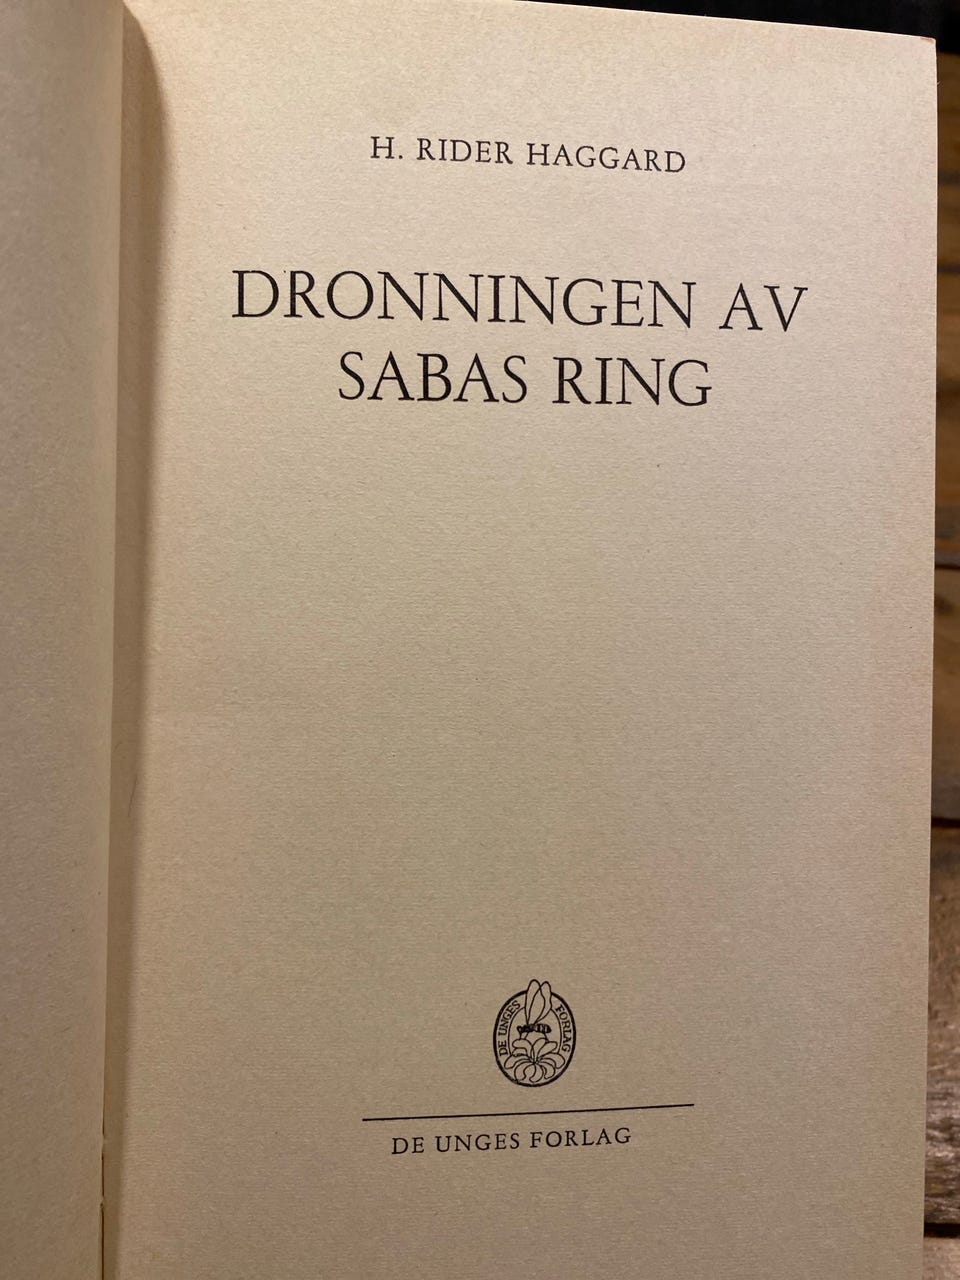 H. RIDER HAGGARD
DRONNINGEN AV
SABAS RING
DE UNGES FORLAG
DE UNGES FORLAG